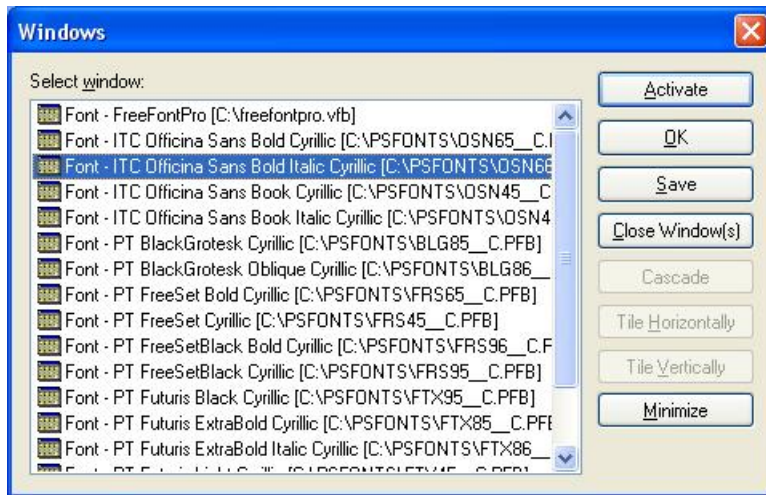 Windows
Select window:
Font - FreeFontPro [C:\freefontpro.vfb]
Font - ITC Officina Sans Bold Cyrillic [C:\PSFONTS\OSN65__C.
Font - ITC Officina Sans Bold Italic Cyrillic [C:\PSFONTS\OSN66
Font - ITC Officina Sans Book Cyrillic [C:\PSFONTS\OSN45__C
Font - ITC Officina Sans Book Italic Cyrillic [C:\PSFONTS\OSN4
Font - PT BlackGrotesk Cyrillic [C:\PSFONTS\BLG85__C.PFB]
Font - PT BlackGrotesk Oblique Cyrillic [C:\PSFONTS\BLG86__
Font - PT FreeSet Bold Cyrillic [C:\PSFONTS\FRS65__C.PFB]
Font - PT FreeSet Cyrillic [C:\PSFONTS\FRS45__C.PFB]
Font - PT FreeSetBlack Bold Cyrillic [C:\PSFONTS\FRS96__C.F
Font - PT FreeSetBlack Cyrillic [C:\PSFONTS\FRS95__C.PFB]
Font - PT Futuris Black Cyrillic [C:\PSFONTS\FTX95__C.PFB]
Font - PT Futuris ExtraBold Cyrillic [C:\PSFONTS\FTX85__C.PFE
Font - PT Futuris ExtraBold Italic Cyrillic [C:\PSFONTS\FTX86__
Activate
OK
Save
Close Window(s)
Cascade
Tile Horizontally
Tile Vertically
Minimize